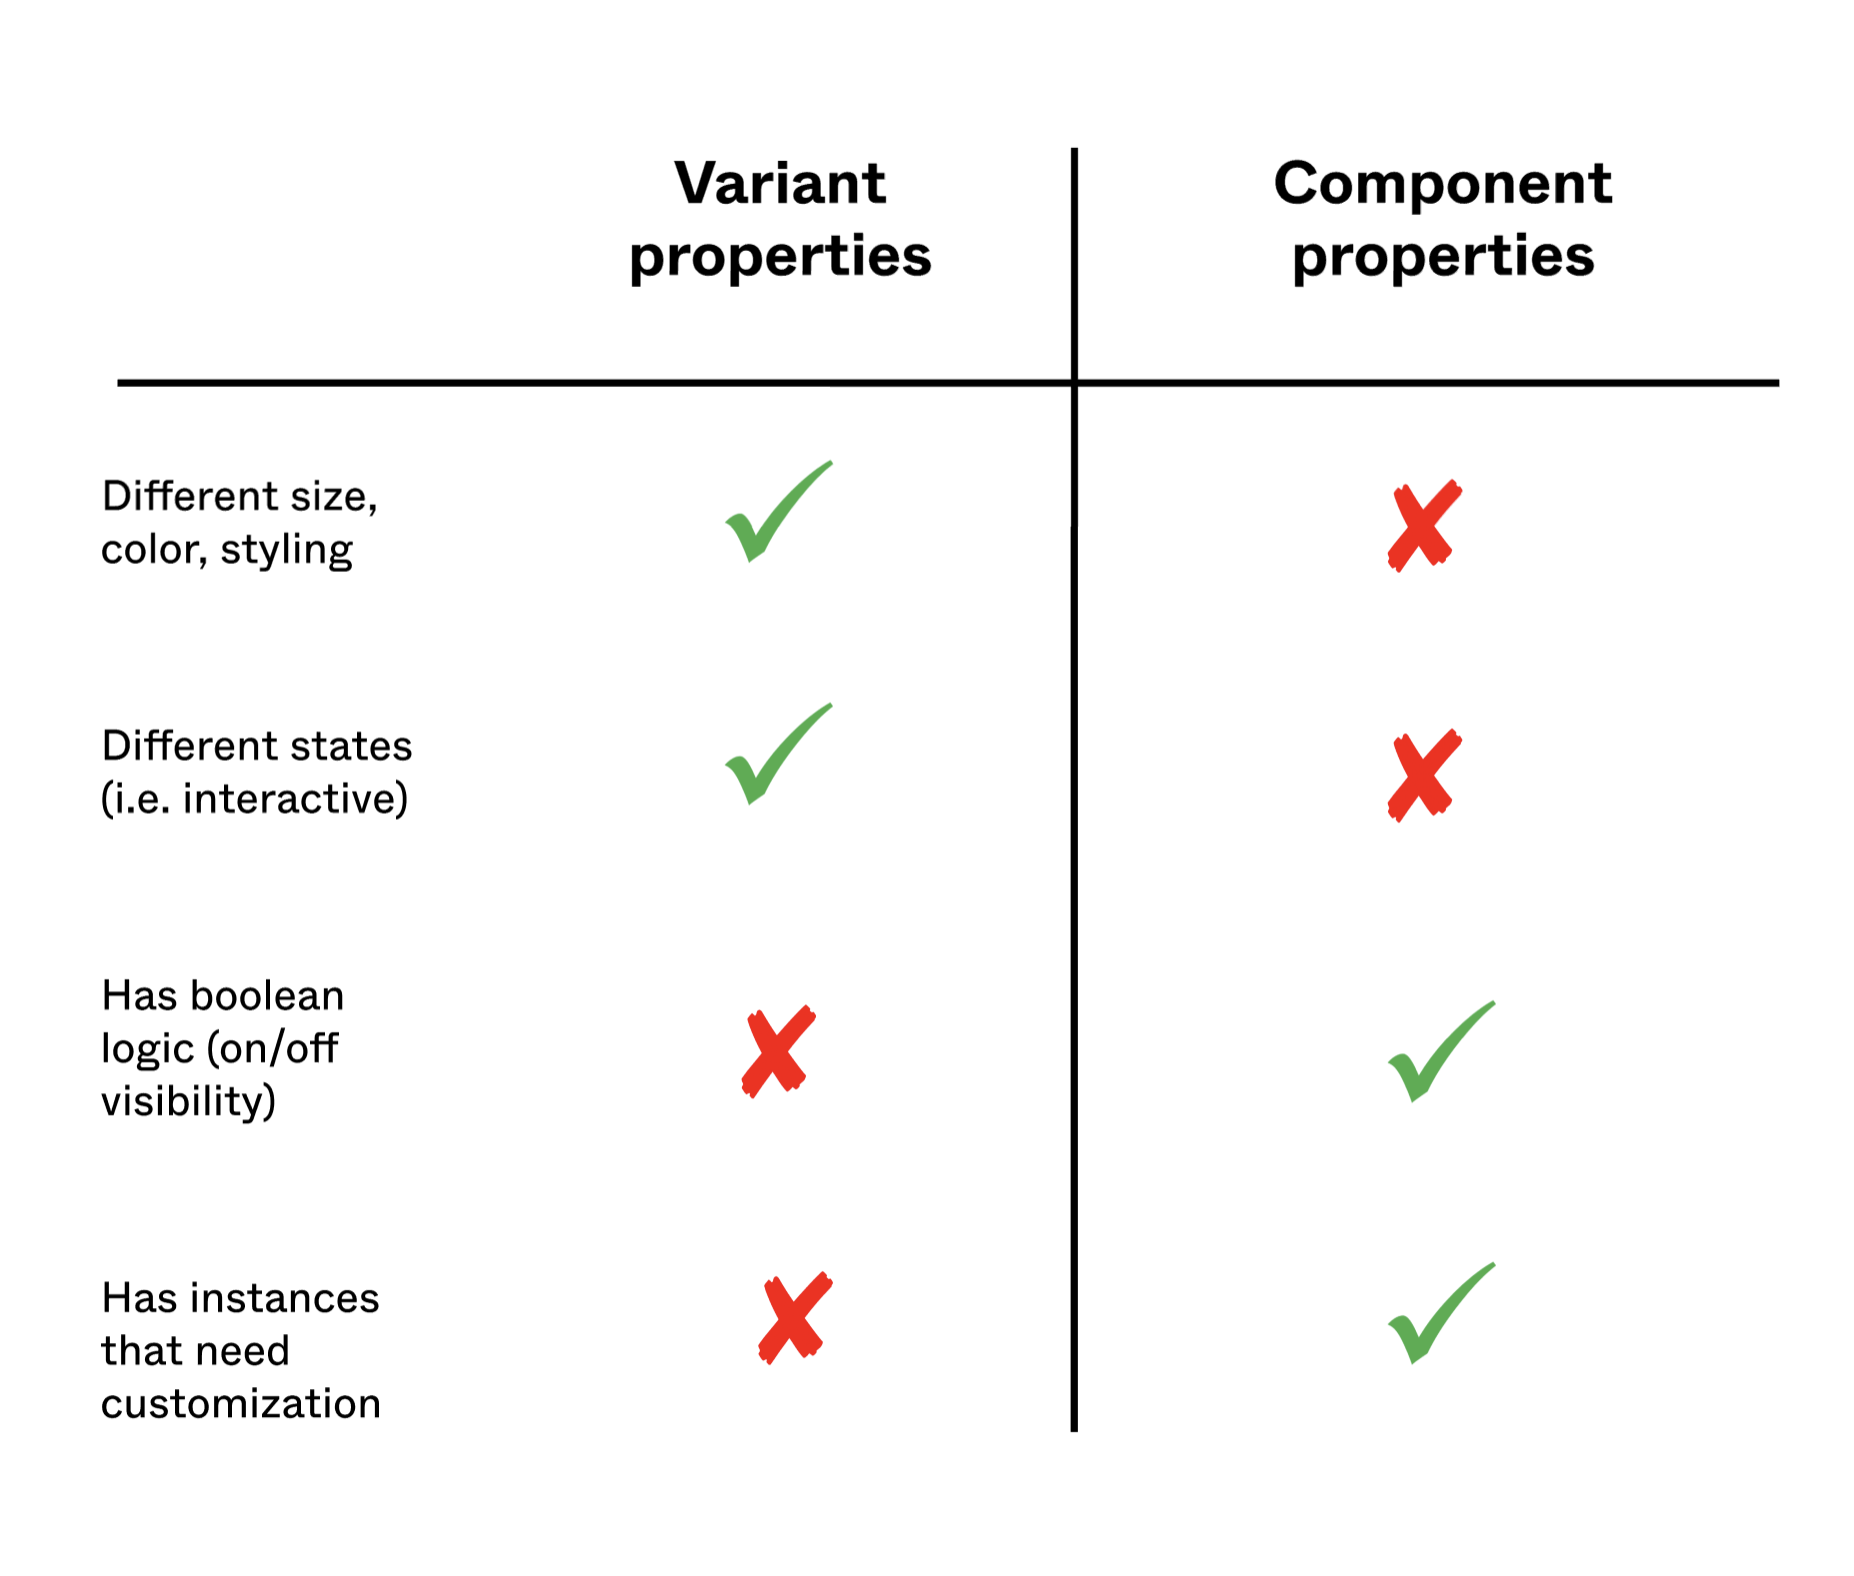 Variant
properties
Component
properties
Different size,
color, styling
Different states
(i.e. interactive)
Has boolean
logic (on/off
visibility)
Has instances
that need
customization